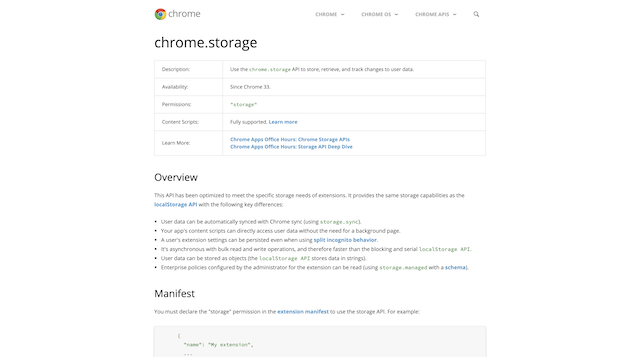 chrome
CHROME
CHROME OS
CHROME APIS
chrome.storage
Description: Use the chrome.storage API to store, retrieve, and track changes to user data.
Availability: Since Chrome 33.
Permissions: "storage"
Content Scripts: Fully supported. Learn more
Learn More: Chrome Apps Office Hours: Chrome Storage APIs
Chrome Apps Office Hours: Storage API Deep Dive
Overview
This API has been optimized to meet the specific storage needs of extensions. It provides the same storage capabilities as the
localStorage API with the following key differences:
• User data can be automatically synced with Chrome sync (using storage.sync).
• Your app's content scripts can directly access user data without the need for a background page.
• A user's extension settings can be persisted even when using split incognito behavior.
• It's asynchronous with bulk read and write operations, and therefore faster than the blocking and serial localStorage API.
• User data can be stored as objects (the localStorage API stores data in strings).
• Enterprise policies configured by the administrator for the extension can be read (using storage.managed with a schema).
Manifest
You must declare the "storage" permission in the extension manifest to use the storage API. For example:
{
"name": "My extension",
...